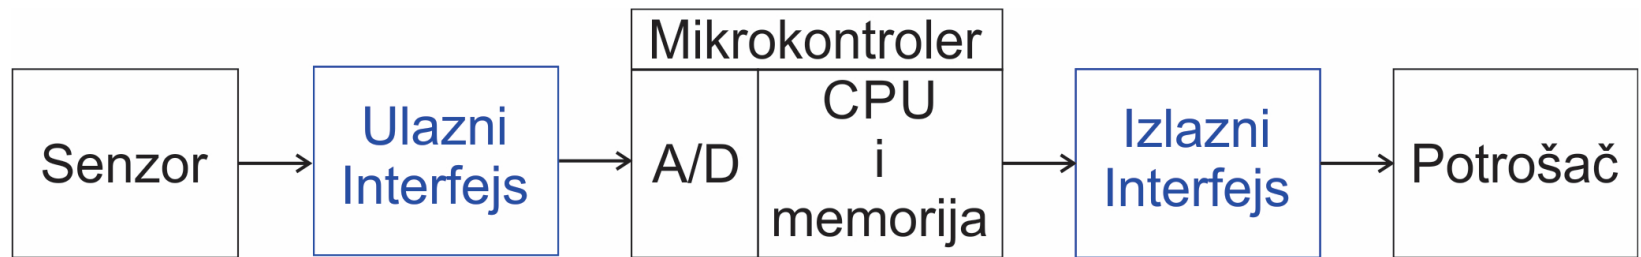 Senzor
Ulazni
Interfejs
Mikrokontroler
A/D
CPU
i
memorija
Izlazni
Interfejs
Potrošač